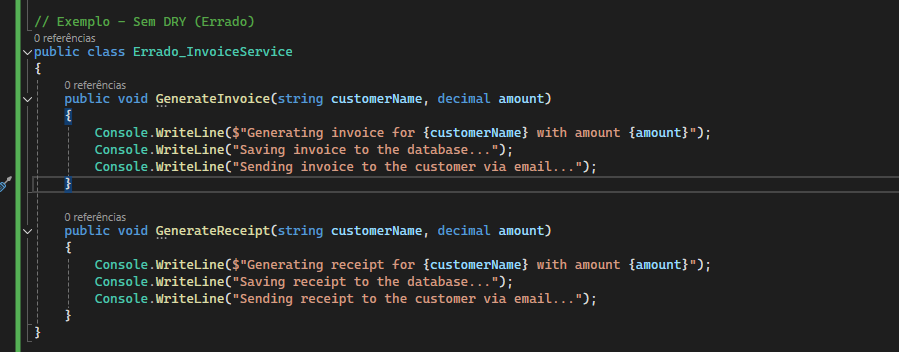 // Exemplo - Sem DRY (Errado)
0 referências
public class Errado_InvoiceService
{
0 referências
public void GenerateInvoice(string customerName, decimal amount)
{
Console.WriteLine($"Generating invoice for {customerName} with amount {amount}");
Console.WriteLine("Saving invoice to the database...");
Console.WriteLine("Sending invoice to the customer via email...");
}
0 referências
public void GenerateReceipt(string customerName, decimal amount)
{
Console.WriteLine($"Generating receipt for {customerName} with amount {amount}");
Console.WriteLine("Saving receipt to the database...");
Console.WriteLine("Sending receipt to the customer via email...");
}
}